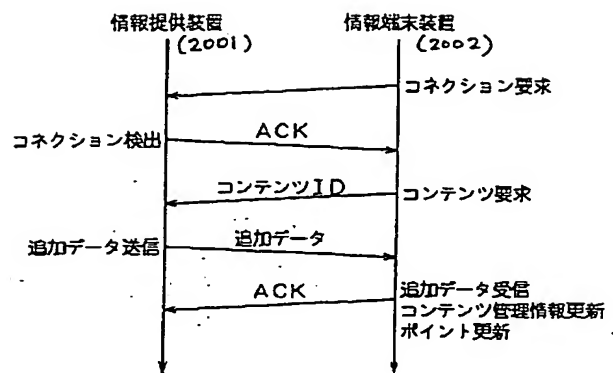 情報提供装置
(2001)
情報端末装置
(2002)
コネクション要求
コネクション検出
ACK
コンテンツID
コンテンツ要求
追加データ送信
追加データ
ACK
追加データ受信
コンテンツ管理情報更新
ポイント更新